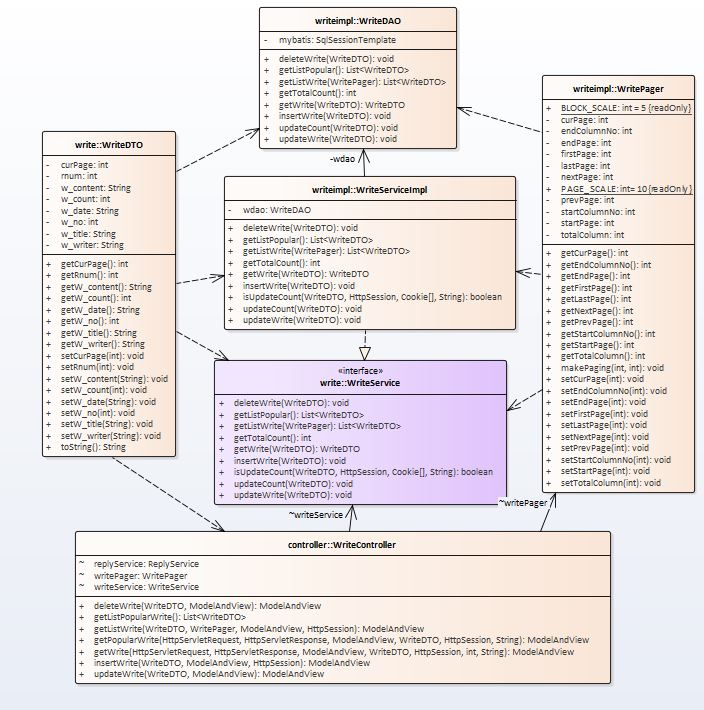 writeimpl::WriteDAO
- mybatis: SqlSessionTemplate
+ deleteWrite(WriteDTO): void
+ getListPopular(): List<WriteDTO>
+ getListWrite(WritePager): List<WriteDTO>
+ getTotalCount(): int
+ getWrite(WriteDTO): WriteDTO
+ insertWrite(WriteDTO): void
+ updateCount(WriteDTO): void
+ updateWrite(WriteDTO): void
writeimpl::WritePager
+ BLOCK_SCALE: int = 5 {readOnly}
- curPage: int
- endColumnNo: int
- endPage: int
- firstPage: int
- lastPage: int
- nextPage: int
+ PAGE_SCALE: int= 10 {readOnly}
- prevPage: int
- startColumnNo: int
- startPage: int
- totalColumn: int
+ getCurPage(): int
+ getEndColumnNo(): int
+ getEndPage(): int
+ getFirstPage(): int
+ getLastPage(): int
+ getNextPage(): int
+ getPrevPage(): int
+ getStartColumnNo(): int
+ getStartPage(): int
+ getTotalColumn(): int
+ makePaging(int, int): void
+ setCurPage(int): void
+ setEndColumnNo(int): void
+ setEndPage(int): void
+ setFirstPage(int): void
+ setLastPage(int): void
+ setNextPage(int): void
+ setPrevPage(int): void
+ setStartColumnNo(int): void
+ setStartPage(int): void
+ setTotalColumn(int): void
write::WriteDTO
- curPage: int
- rnum: int
- w_content: String
- w_count: int
- w_date: String
- w_no: int
- w_title: String
- w_writer: String
+ getCurPage(): int
+ getRnum(): int
+ getW_content(): String
+ getW_count(): int
+ getW_date(): String
+ getW_no(): int
+ getW_title(): String
+ getW_writer(): String
+ setCurPage(int): void
+ setRnum(int): void
+ setW_content(String): void
+ setW_count(int): void
+ setW_date(String): void
+ setW_no(int): void
+ setW_title(String): void
+ setW_writer(String): void
+ toString(): String
-wdao
writeimpl::WriteServiceImpl
- wdao: WriteDAO
+ deleteWrite(WriteDTO): void
+ getListPopular(): List<WriteDTO>
+ getListWrite(WritePager): List<WriteDTO>
+ getTotalCount(): int
+ getWrite(WriteDTO): WriteDTO
+ insertWrite(WriteDTO): void
+ isUpdateCount(WriteDTO, HttpSession, Cookie[], String): boolean
+ updateCount(WriteDTO): void
+ updateWrite(WriteDTO): void
«interface»
write::WriteService
+ deleteWrite(WriteDTO): void
+ getListPopular(): List<WriteDTO>
+ getListWrite(WritePager): List<WriteDTO>
+ getTotalCount(): int
+ getWrite(WriteDTO): WriteDTO
+ insertWrite(WriteDTO): void
+ isUpdateCount(WriteDTO, HttpSession, Cookie[], String): boolean
+ updateCount(WriteDTO): void
+ updateWrite(WriteDTO): void
~writeService
~writePager
controller::WriteController
~ replyService: ReplyService
~ writePager: WritePager
~ writeService: WriteService
+ deleteWrite(WriteDTO, ModelAndView): ModelAndView
+ getListPopularWrite(): List<WriteDTO>
+ getListWrite(WriteDTO, WritePager, ModelAndView, HttpSession): ModelAndView
+ getPopularWrite(HttpServletRequest, HttpServletResponse, ModelAndView, WriteDTO, HttpSession, String): ModelAndView
+ getWrite(HttpServletRequest, HttpServletResponse, ModelAndView, WriteDTO, HttpSession, int, String): ModelAndView
+ insertWrite(WriteDTO, ModelAndView, HttpSession): ModelAndView
+ updateWrite(WriteDTO, ModelAndView): ModelAndView